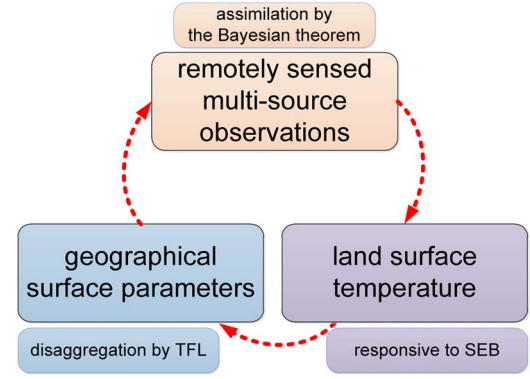 assimilation by
the Bayesian theorem
remotely sensed
multi-source
observations
geographical
surface parameters
land surface
temperature
disaggregation by TFL
responsive to SEB